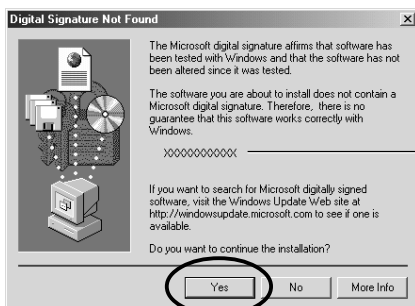 Digital Signature Not Found
The Microsoft digital signature affirms that software has
been tested with Windows and that the software has not
been altered since it was tested.
The software you are about to install does not contain a
Microsoft digital signature. Therefore, there is no
guarantee that this software works correctly with
Windows.
XXXXXXXXXXX
If you want to search for Microsoft digitally signed
software, visit the Windows Update Web site at
http://windowsupdate.microsoft.com to see if one is
available.
Do you want to continue the installation?
Yes No More Info